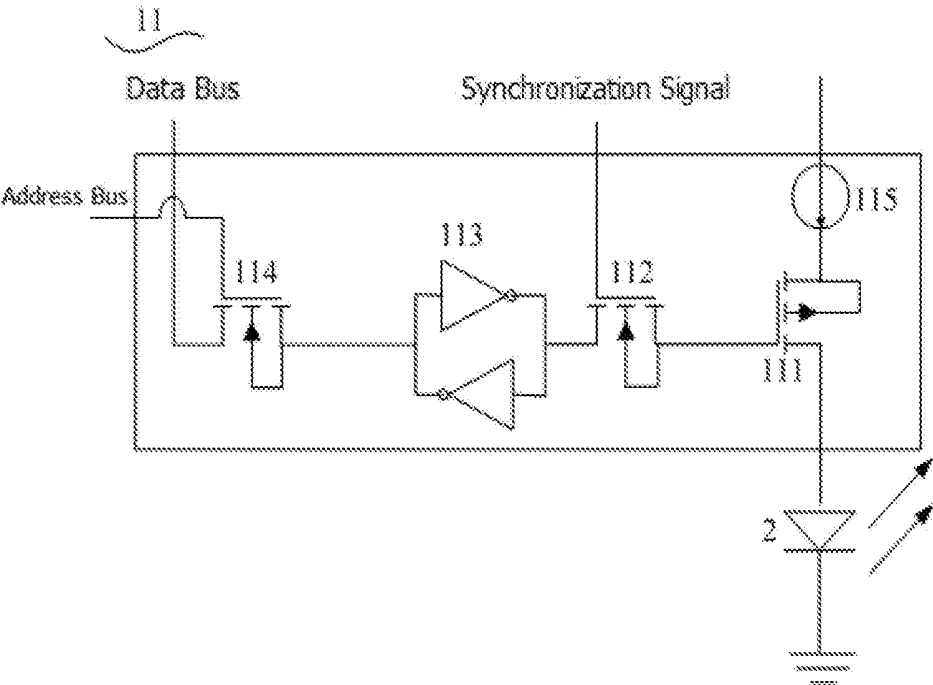 11
Data Bus
Synchronization Signal
Address Bus
115
113
114
112
111
2